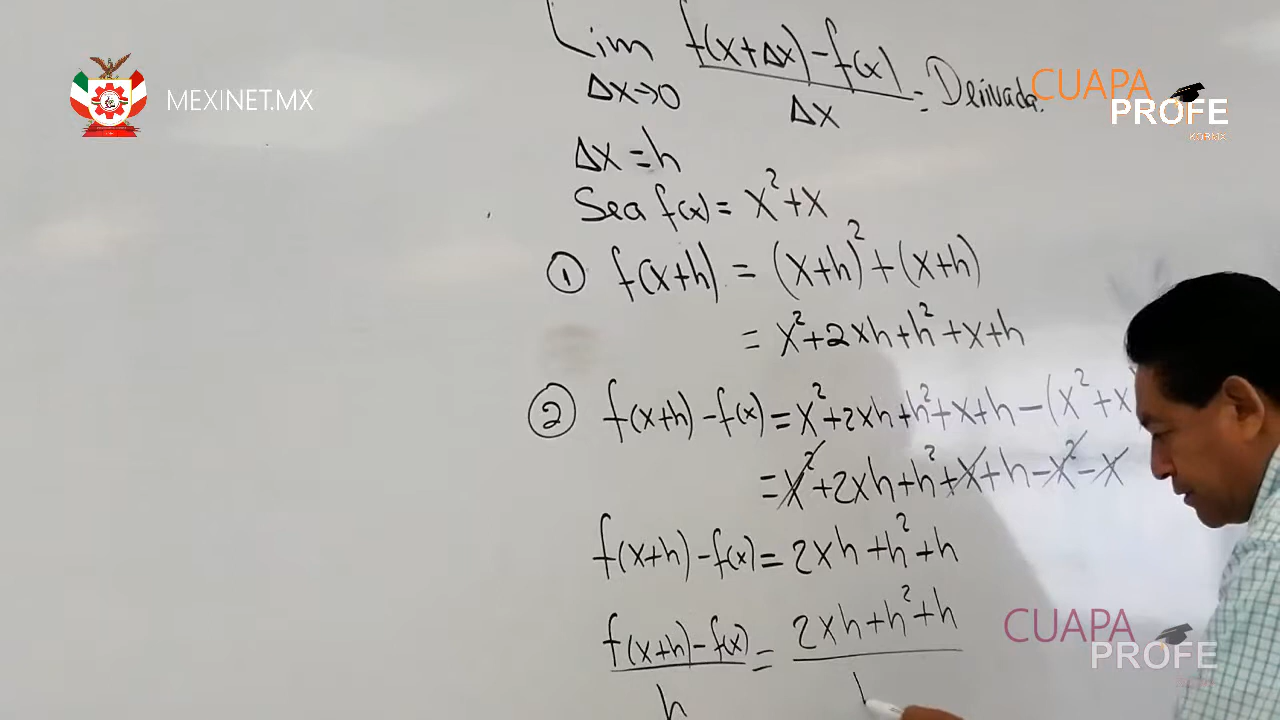 MEXINET.MX
CUAPA
PROFE
Lim f(x+Δx)-f(x) = Derivada.
Δx→0 Δx
Δx = h
Sea f(x) = x²+x
① f(x+h) = (x+h)²+(x+h)
= x²+2xh+h²+x+h
② f(x+h)-f(x) = x²+2xh+h²+x+h-(x²+x
= x²+2xh+h²+x+h-x²-x
f(x+h)-f(x) = 2xh+h²+h
f(x+h)-f(x) = 2xh+h²+h
h h
CUAPA
PROFE